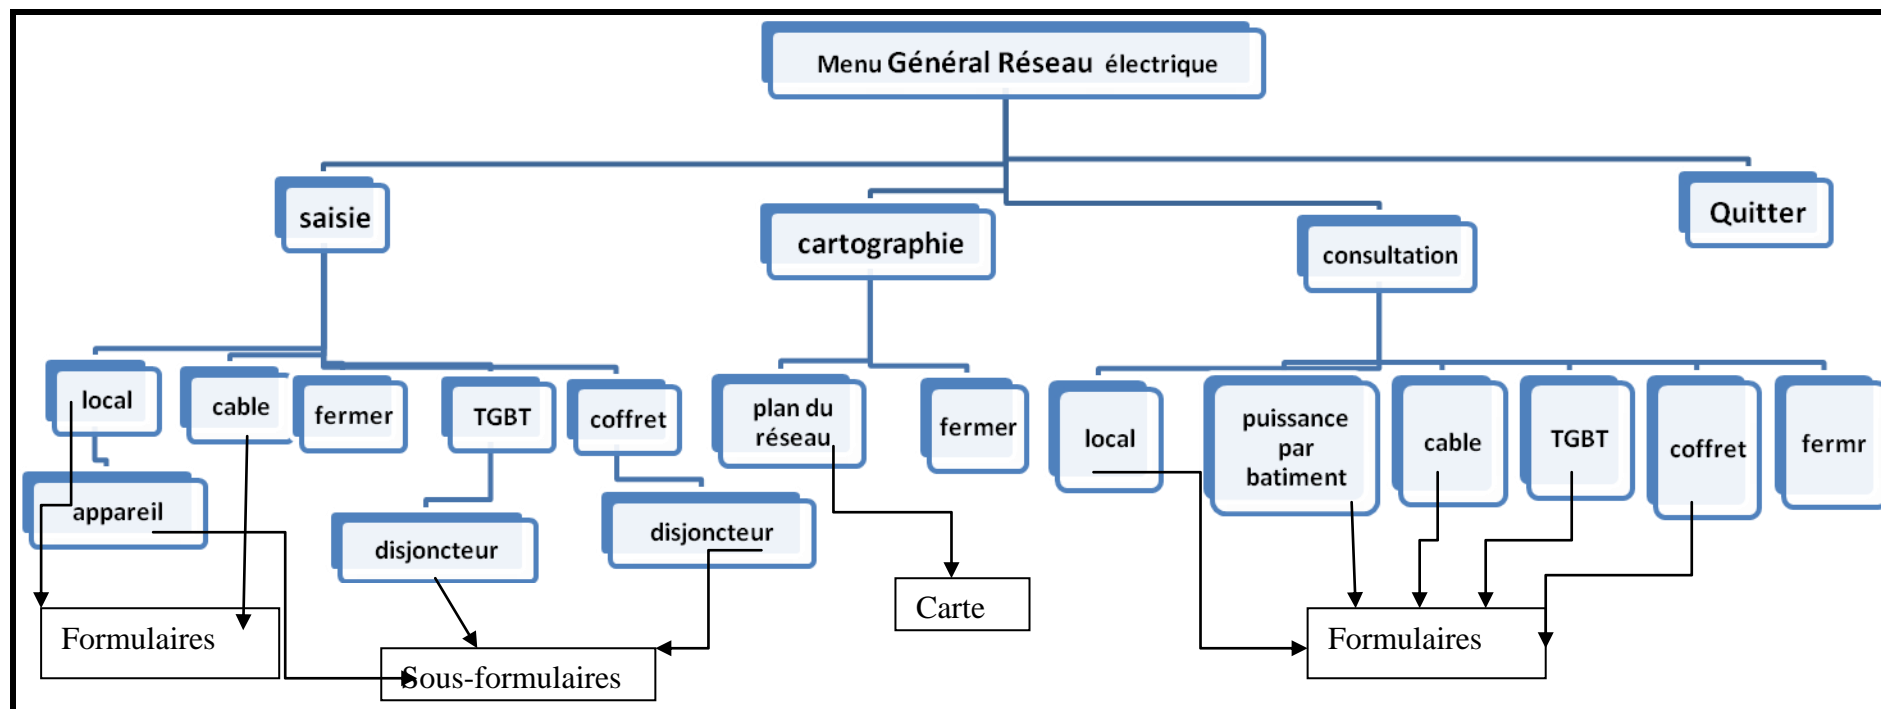 Menu Général Réseau électrique
saisie
cartographie
consultation
Quitter
local
cable
fermer
TGBT
coffret
plan du
réseau
fermer
local
puissance
par
batiment
cable
TGBT
coffret
fermr
appareil
disjoncteur
disjoncteur
Formulaires
Sous-formulaires
Carte
Formulaires